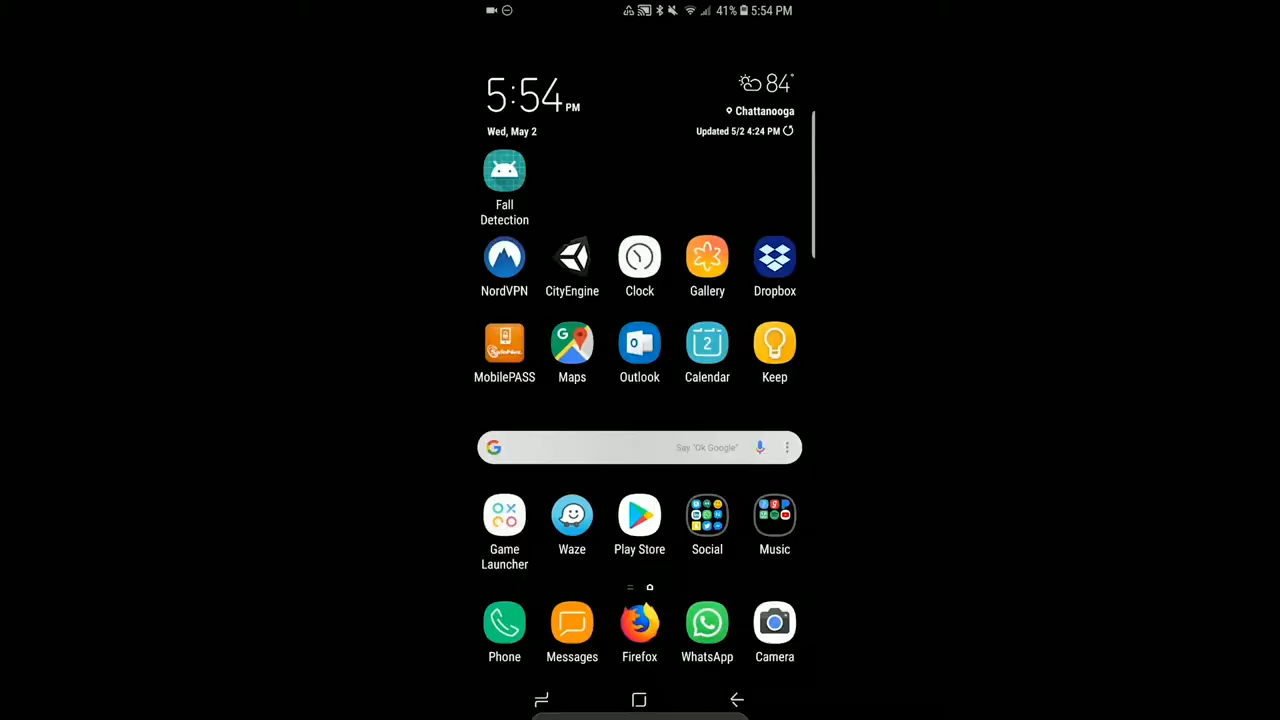 41% 5:54 PM
5:54 PM
84°
Chattanooga
Wed, May 2
Updated 5/2 4:24 PM
Fall
Detection
NordVPN
CityEngine
Clock
Gallery
Dropbox
MobilePASS
Maps
Outlook
2
Calendar
Keep
G
Say "Ok Google"
Game
Launcher
Waze
Play Store
Social
Music
Phone
Messages
Firefox
WhatsApp
Camera